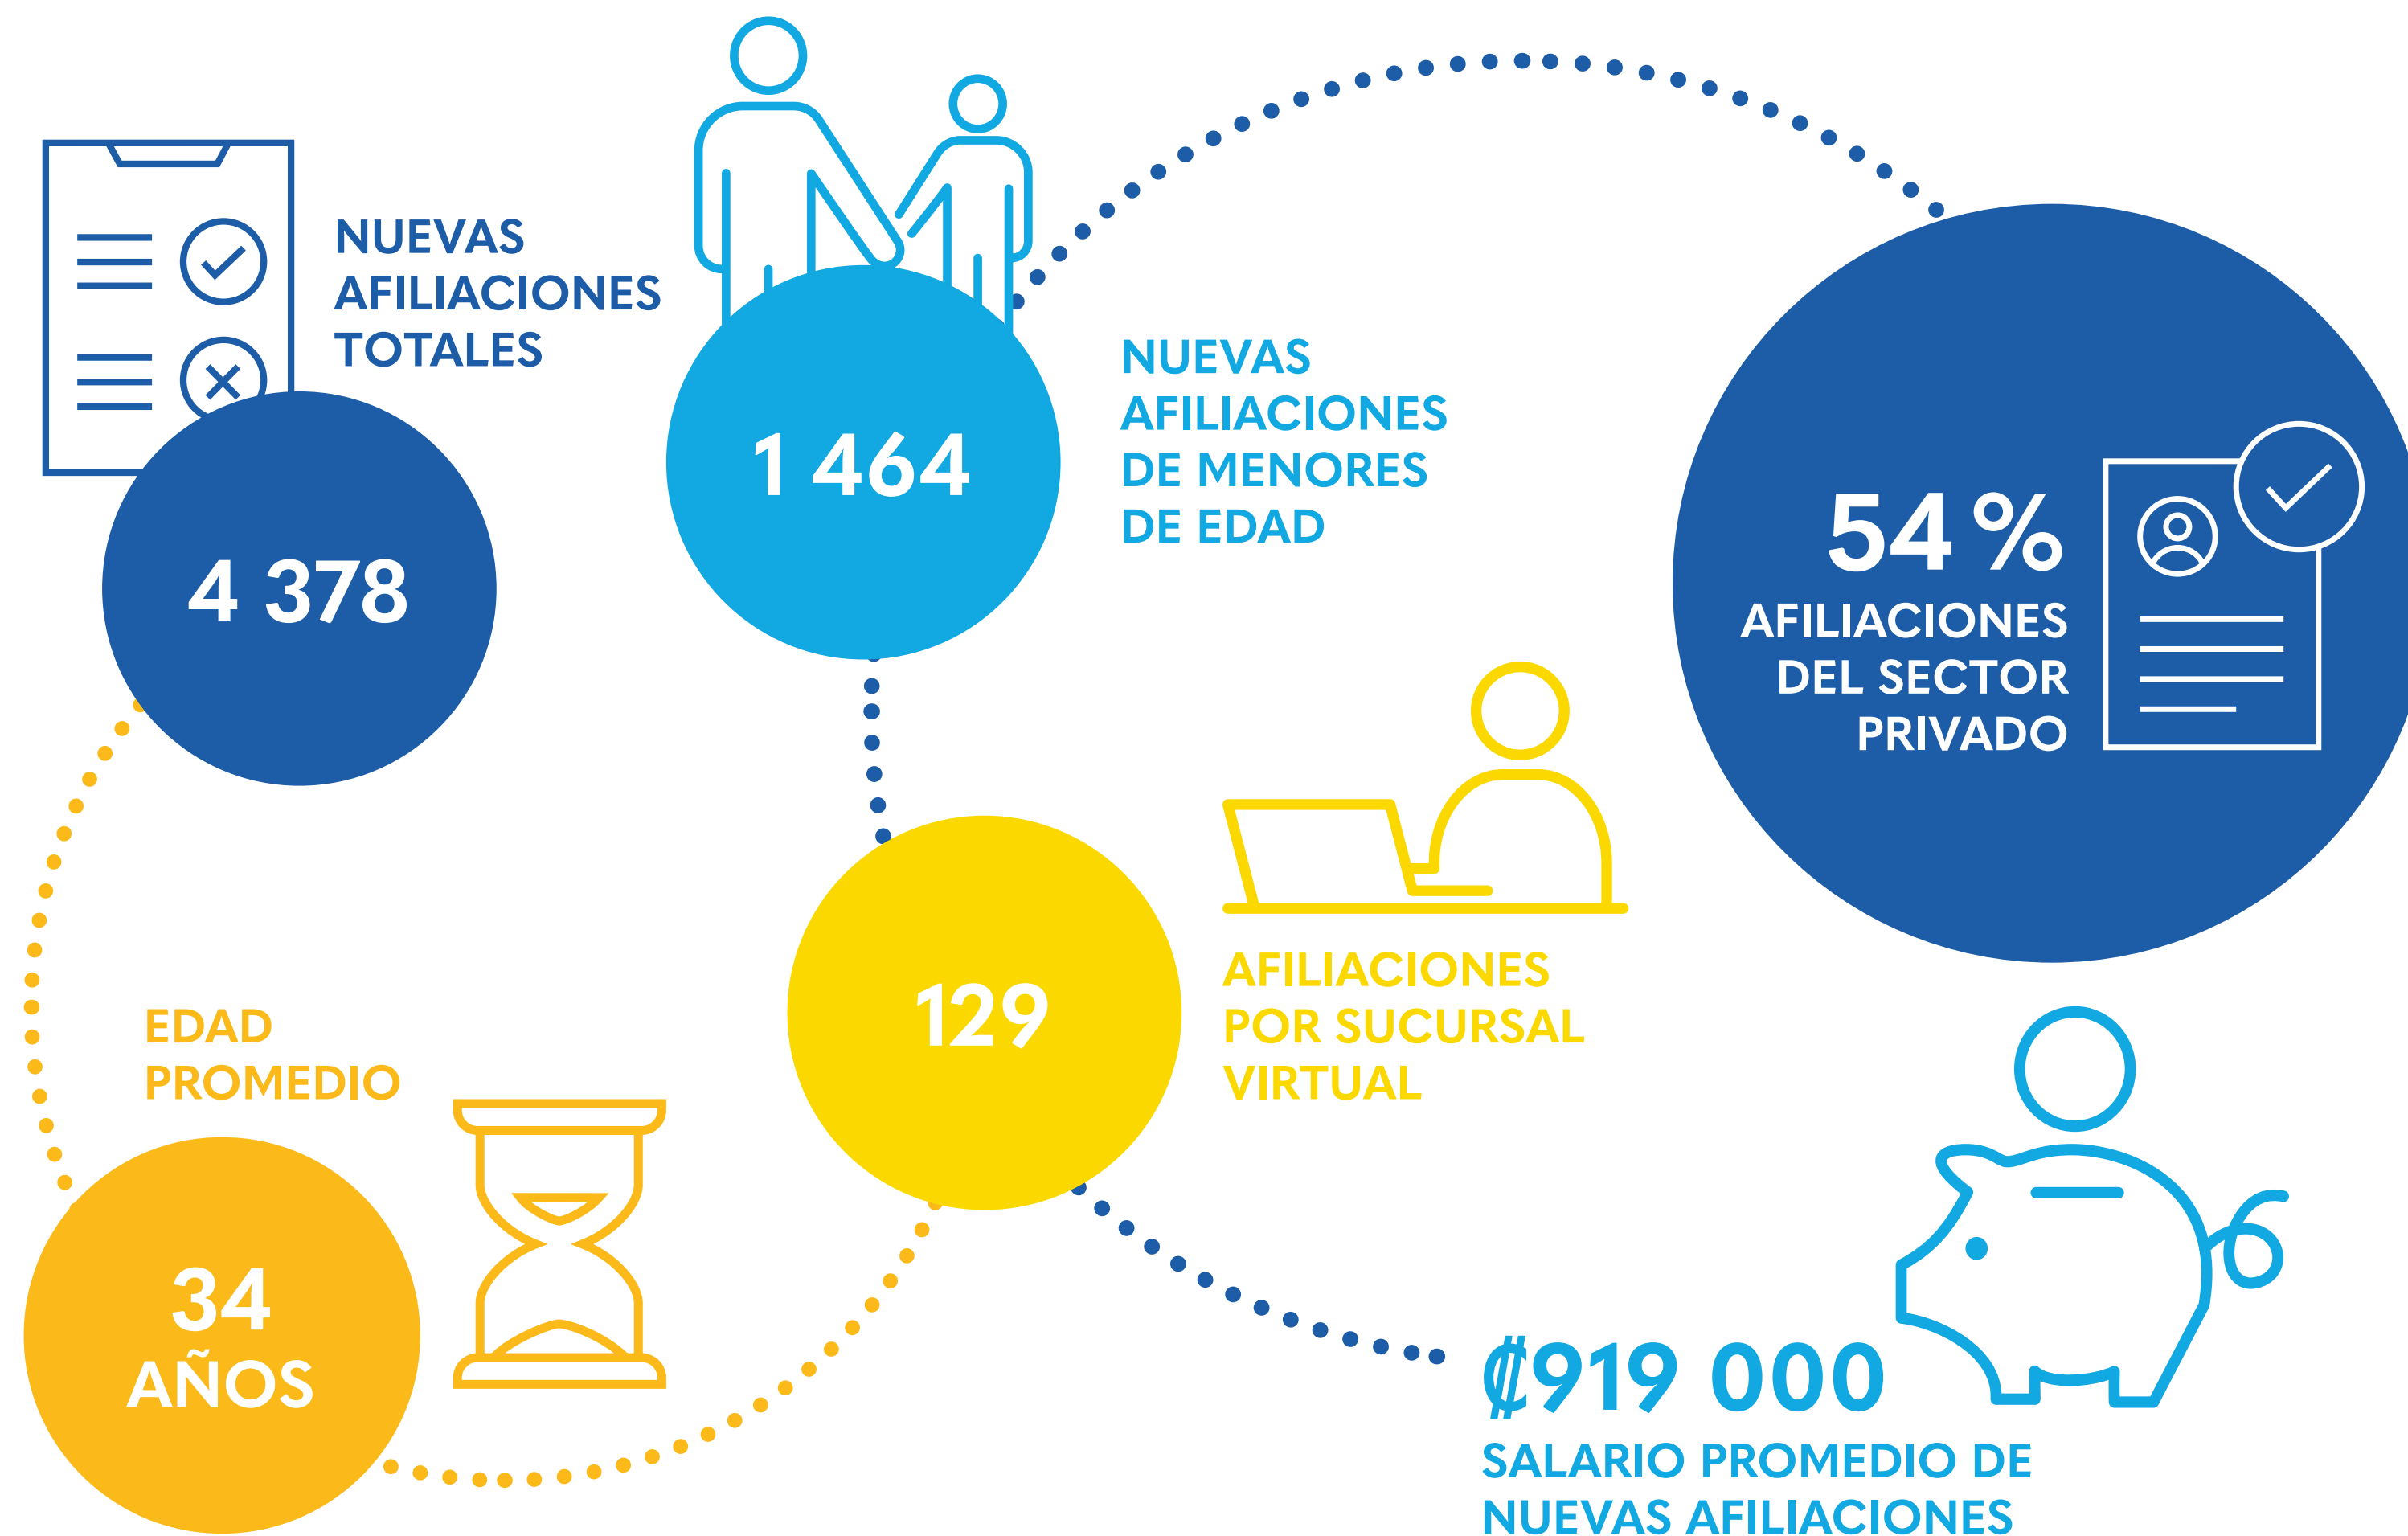 NUEVAS
AFILIACIONES
TOTALES
4 378
1 464
NUEVAS
AFILIACIONES
DE MENORES
DE EDAD
54 %
AFILIACIONES
DEL SECTOR
PRIVADO
129
AFILIACIONES
POR SUCURSAL
VIRTUAL
EDAD
PROMEDIO
34
AÑOS
₡919 000
SALARIO PROMEDIO DE
NUEVAS AFILIACIONES